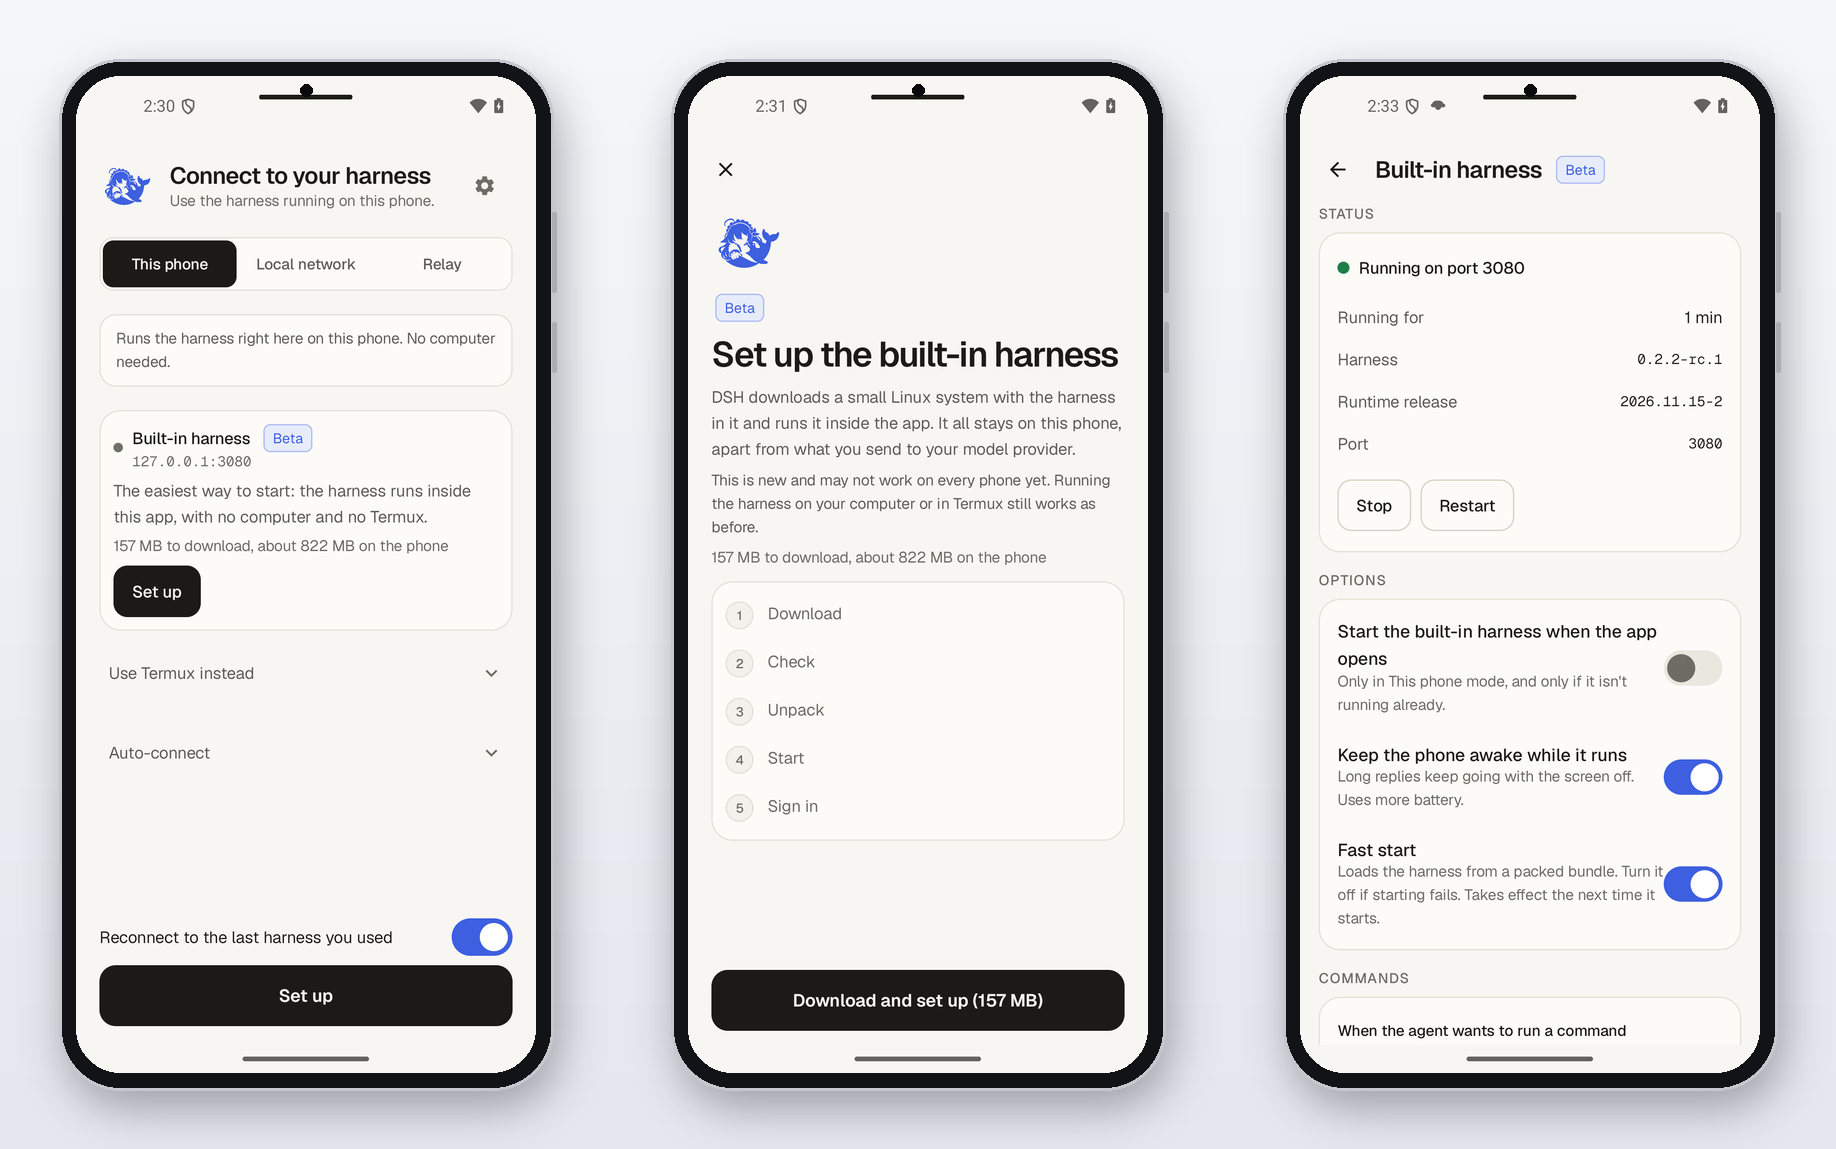 2:30
Connect to your harness
Use the harness running on this phone.
This phone
Local network
Relay
Runs the harness right here on this phone. No computer
needed.
Built-in harness
Beta
127.0.0.1:3080
The easiest way to start: the harness runs inside
this app, with no computer and no Termux.
157 MB to download, about 822 MB on the phone
Set up
Use Termux instead
Auto-connect
Reconnect to the last harness you used
Set up
2:31
Beta
Set up the built-in harness
DSH downloads a small Linux system with the harness
in it and runs it inside the app. It all stays on this phone,
apart from what you send to your model provider.
This is new and may not work on every phone yet. Running
the harness on your computer or in Termux still works as
before.
157 MB to download, about 822 MB on the phone
1 Download
2 Check
3 Unpack
4 Start
5 Sign in
Download and set up (157 MB)
2:33
Built-in harness
Beta
STATUS
Running on port 3080
Running for 1 min
Harness 0.2.2-rc.1
Runtime release 2026.11.15-2
Port 3080
Stop
Restart
OPTIONS
Start the built-in harness when the app
opens
Only in This phone mode, and only if it isn't
running already.
Keep the phone awake while it runs
Long replies keep going with the screen off.
Uses more battery.
Fast start
Loads the harness from a packed bundle. Turn it
off if starting fails. Takes effect the next time it
starts.
COMMANDS
When the agent wants to run a command